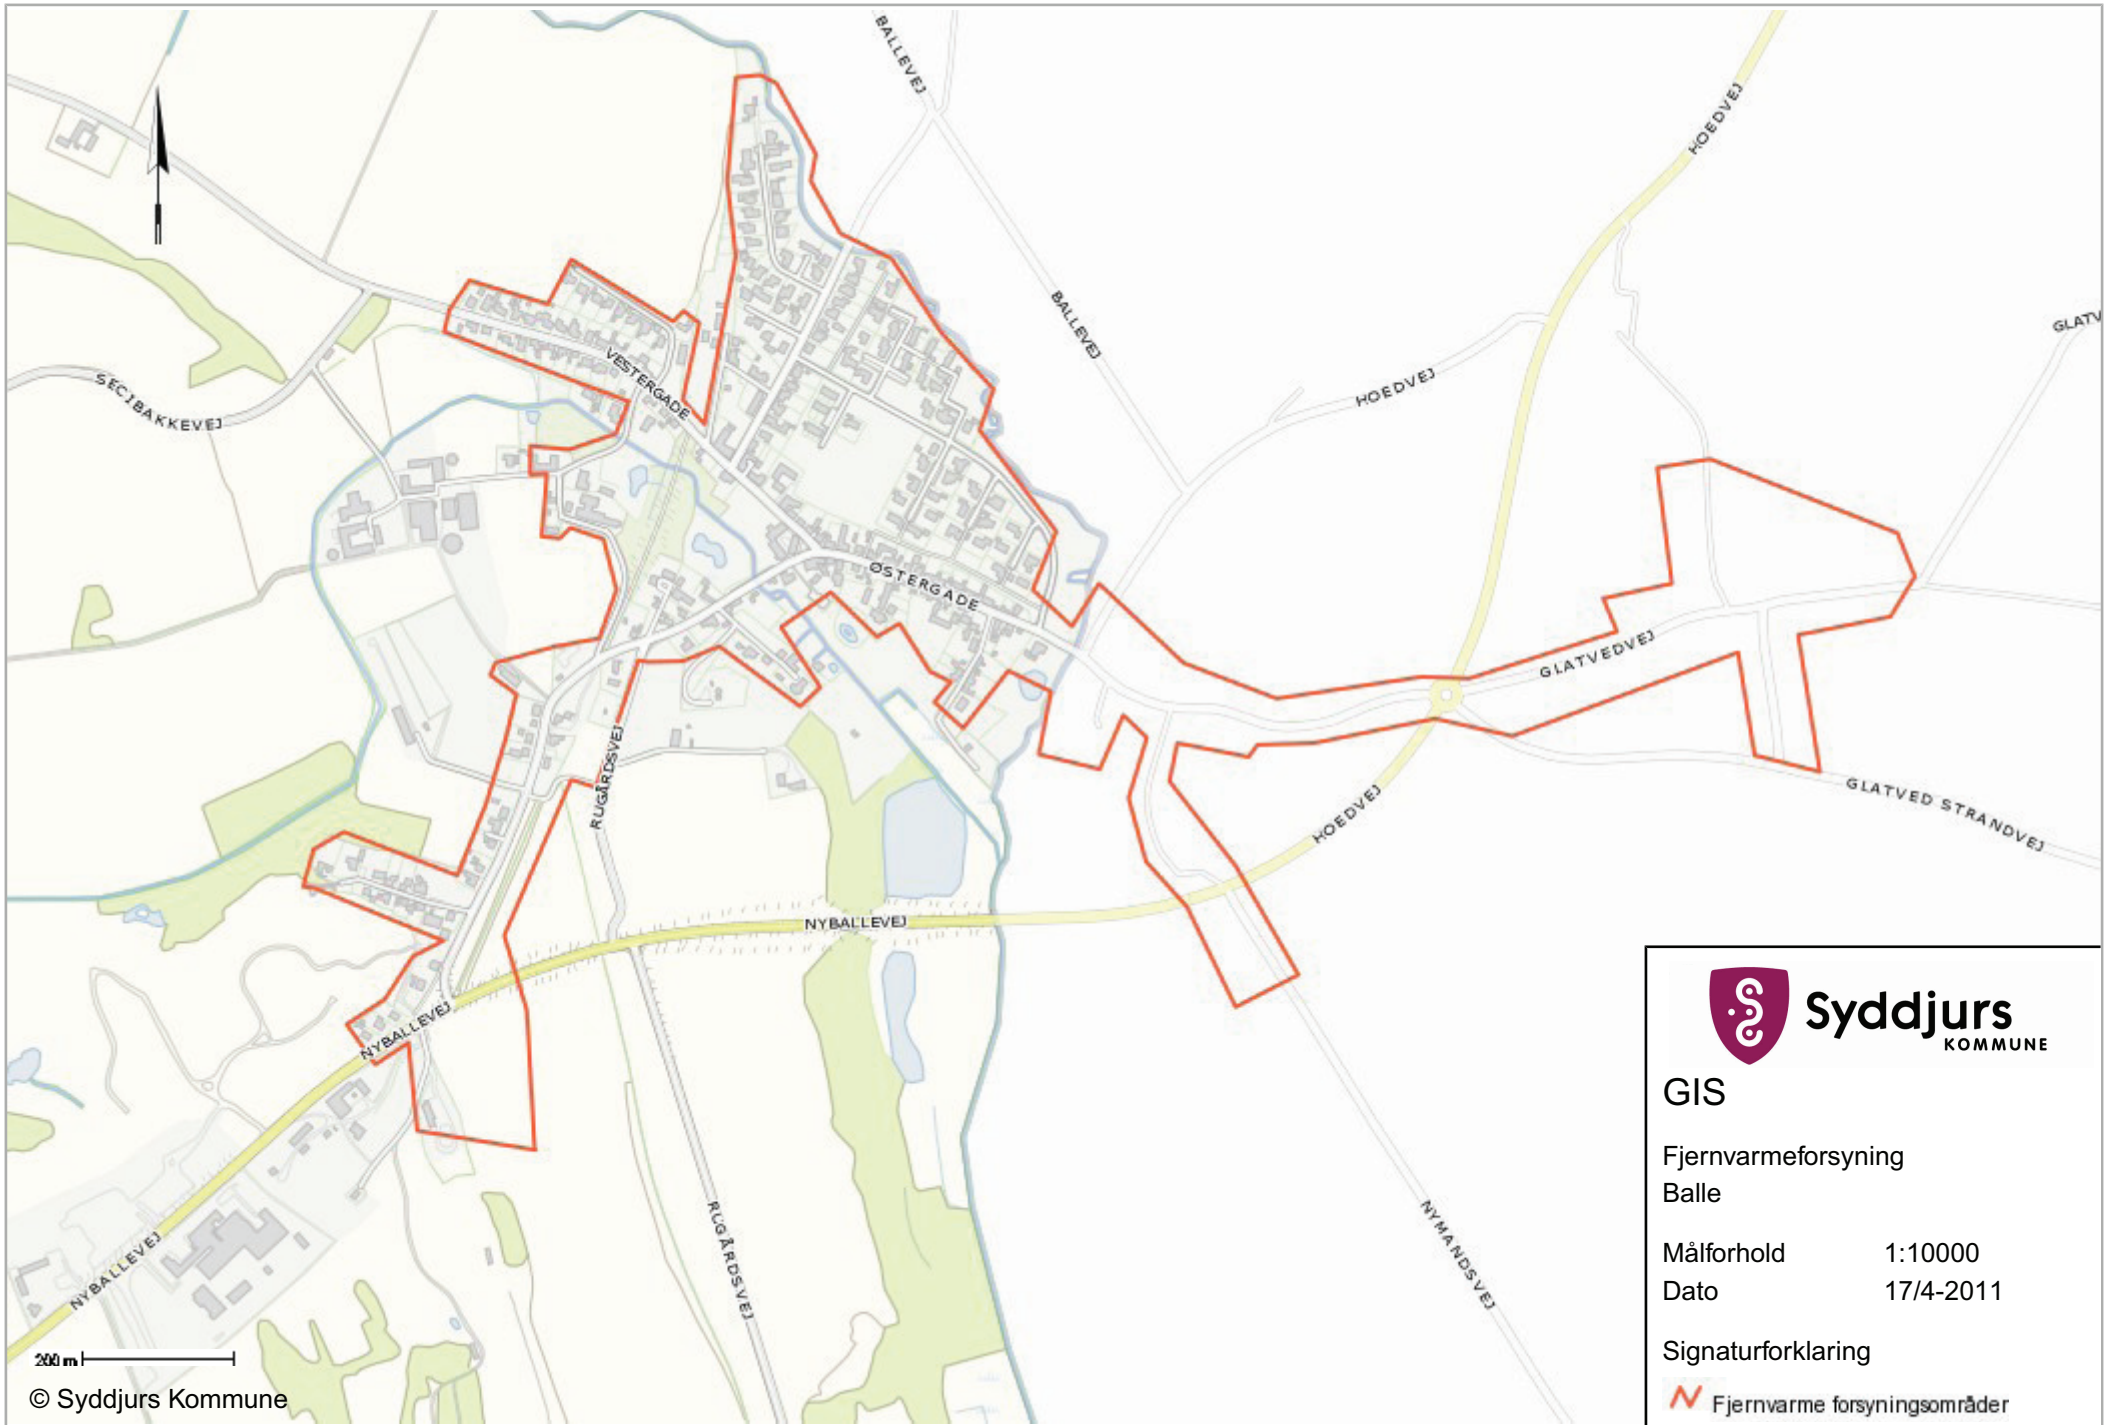 BALLEVEJ
HOEDVEJ
BALLEVEJ
GLATV
VESTERGADE
HOEDVEJ
SECJBAKKEVEJ
ØSTERGADE
GLATVEDVEJ
RUGÅRDSVEJ
HOEDVEJ
GLATVED STRANDVEJ
NYBALLEVEJ
NYBALLEVEJ
RUGÅRDSVEJ
NYMANDSVEJ
NYBALLEVEJ
200 m
© Syddjurs Kommune
Syddjurs
KOMMUNE
GIS
Fjernvarmeforsyning
Balle
Målforhold 1:10000
Dato 17/4-2011
Signaturforklaring
Fjernvarme forsyningsområder